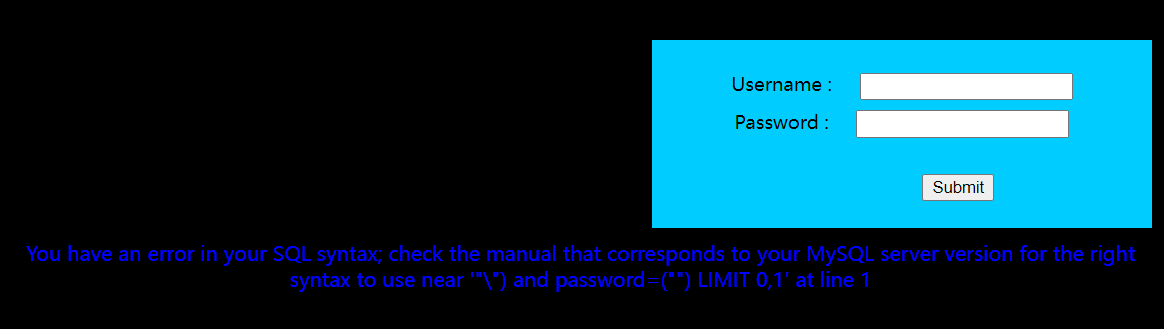 Username :
Password :
Submit
You have an error in your SQL syntax; check the manual that corresponds to your MySQL server version for the right
syntax to use near '"\") and password=("") LIMIT 0,1' at line 1